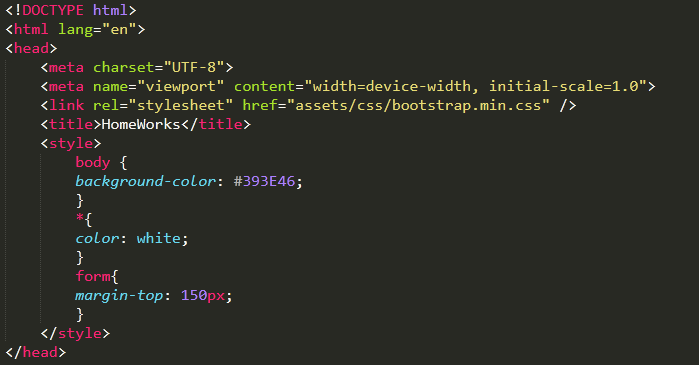 <!DOCTYPE html>
<html lang="en">
<head>
    <meta charset="UTF-8">
    <meta name="viewport" content="width=device-width, initial-scale=1.0">
    <link rel="stylesheet" href="assets/css/bootstrap.min.css" />
    <title>HomeWorks</title>
    <style>
        body {
        background-color: #393E46;
        }
        *{
        color: white;
        }
        form{
        margin-top: 150px;
        }
    </style>
</head>